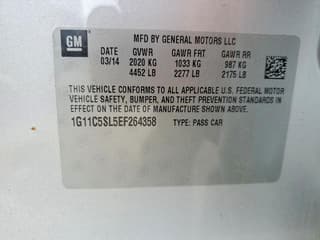 GM
MFD BY GENERAL MOTORS LLC
DATE GVWR GAWR FRT GAWR RR
03/14 2020 KG 1033 KG 987 KG
4452 LB 2277 LB 2175 LB
THIS VEHICLE CONFORMS TO ALL APPLICABLE U.S. FEDERAL MOTOR
VEHICLE SAFETY, BUMPER, AND THEFT PREVENTION STANDARDS IN
EFFECT ON THE DATE OF MANUFACTURE SHOWN ABOVE.
1G11C5SL5EF264358 TYPE: PASS CAR